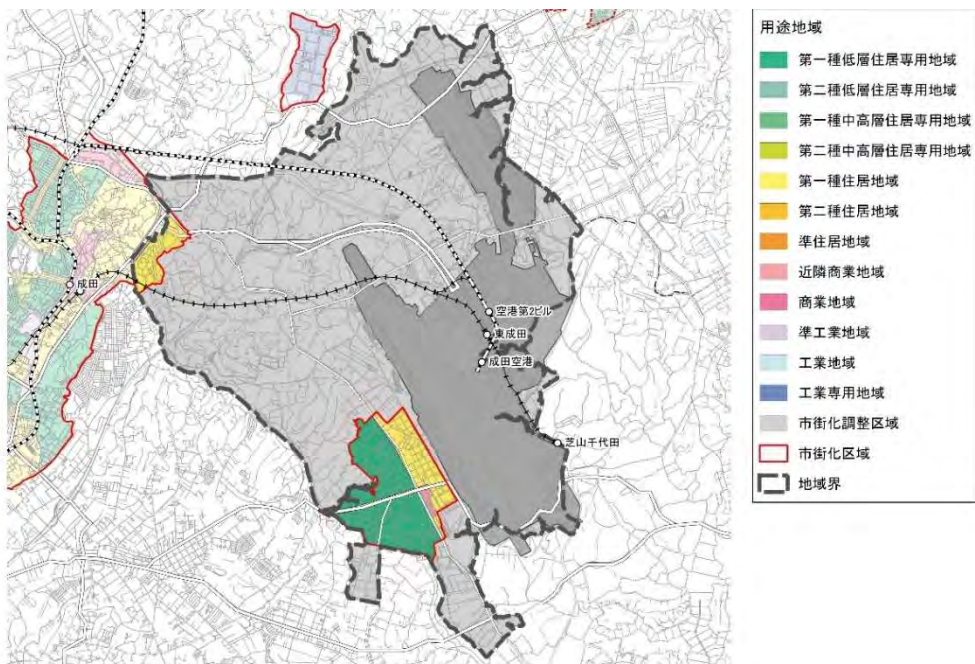 成田
空港第2ビル
東成田
成田空港
芝山千代田
用途地域
第一種低層住居専用地域
第二種低層住居専用地域
第一種中高層住居専用地域
第二種中高層住居専用地域
第一種住居地域
第二種住居地域
準住居地域
近隣商業地域
商業地域
準工業地域
工業地域
工業専用地域
市街化調整区域
市街化区域
地域界